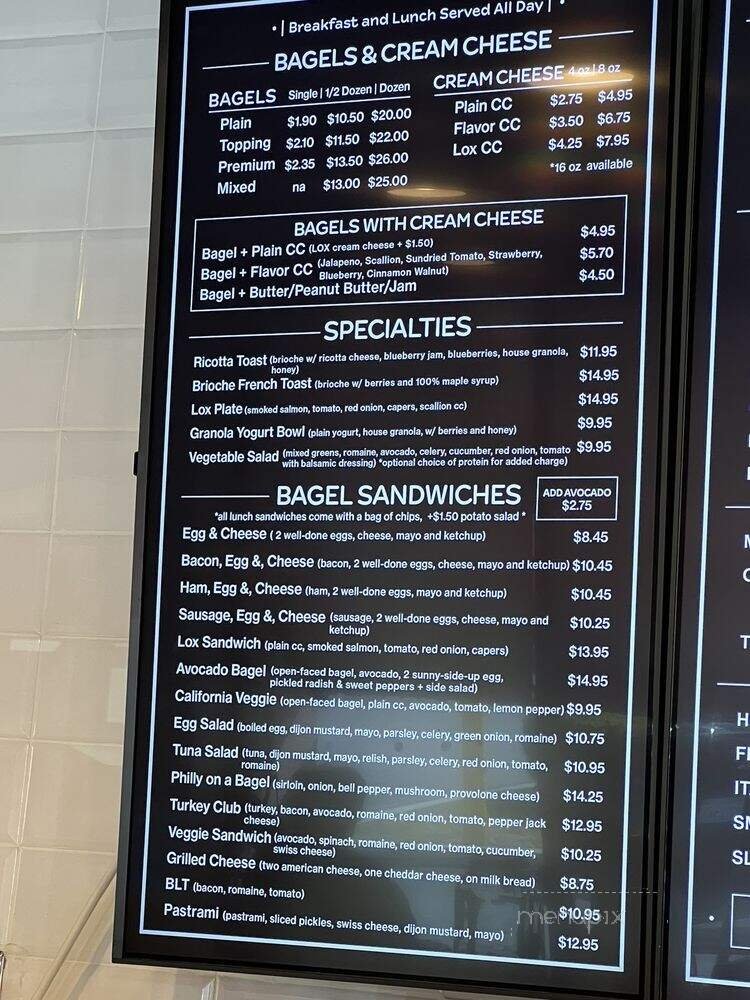 • | Breakfast and Lunch Served All Day | •
BAGELS & CREAM CHEESE
BAGELS Single | 1/2 Dozen | Dozen
Plain $1.90 $10.50 $20.00
Topping $2.10 $11.50 $22.00
Premium $2.35 $13.50 $26.00
Mixed na $13.00 $25.00
CREAM CHEESE 4 oz | 8 oz
Plain CC $2.75 $4.95
Flavor CC $3.50 $6.75
Lox CC $4.25 $7.95
*16 oz available
BAGELS WITH CREAM CHEESE
Bagel + Plain CC (LOX cream cheese + $1.50) $4.95
Bagel + Flavor CC (Jalapeno, Scallion, Sundried Tomato, Strawberry, $5.70
Blueberry, Cinnamon Walnut)
Bagel + Butter/Peanut Butter/Jam $4.50
SPECIALTIES
Ricotta Toast (brioche w/ ricotta cheese, blueberry jam, blueberries, house granola, $11.95
honey)
Brioche French Toast (brioche w/ berries and 100% maple syrup) $14.95
Lox Plate (smoked salmon, tomato, red onion, capers, scallion cc) $14.95
Granola Yogurt Bowl (plain yogurt, house granola, w/ berries and honey) $9.95
Vegetable Salad (mixed greens, romaine, avocado, celery, cucumber, red onion, tomato $9.95
with balsamic dressing) *optional choice of protein for added charge)
BAGEL SANDWICHES
ADD AVOCADO
$2.75
*all lunch sandwiches come with a bag of chips, +$1.50 potato salad *
Egg & Cheese ( 2 well-done eggs, cheese, mayo and ketchup) $8.45
Bacon, Egg &, Cheese (bacon, 2 well-done eggs, cheese, mayo and ketchup) $10.45
Ham, Egg &, Cheese (ham, 2 well-done eggs, mayo and ketchup) $10.45
Sausage, Egg &, Cheese (sausage, 2 well-done eggs, cheese, mayo and $10.25
ketchup)
Lox Sandwich (plain cc, smoked salmon, tomato, red onion, capers) $13.95
Avocado Bagel (open-faced bagel, avocado, 2 sunny-side-up egg, $14.95
pickled radish & sweet peppers + side salad)
California Veggie (open-faced bagel, plain cc, avocado, tomato, lemon pepper) $9.95
Egg Salad (boiled egg, dijon mustard, mayo, parsley, celery, green onion, romaine) $10.75
Tuna Salad (tuna, dijon mustard, mayo, relish, parsley, celery, red onion, tomato, $10.95
romaine)
Philly on a Bagel (sirloin, onion, bell pepper, mushroom, provolone cheese) $14.25
Turkey Club (turkey, bacon, avocado, romaine, red onion, tomato, pepper jack $12.95
cheese)
Veggie Sandwich (avocado, spinach, romaine, red onion, tomato, cucumber, $10.25
swiss cheese)
Grilled Cheese (two american cheese, one cheddar cheese, on milk bread) $8.75
BLT (bacon, romaine, tomato) $10.95
Pastrami (pastrami, sliced pickles, swiss cheese, dijon mustard, mayo) $12.95
menupix